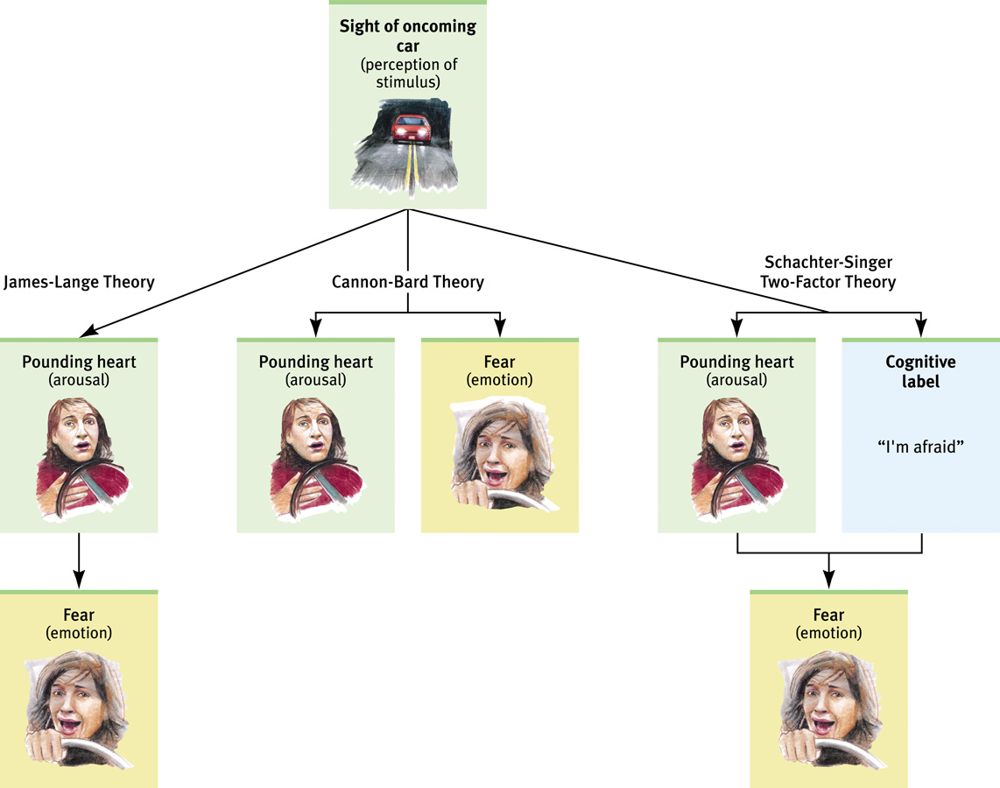 Sight of oncoming
car
(perception of
stimulus)
James-Lange Theory
Cannon-Bard Theory
Schachter-Singer
Two-Factor Theory
Pounding heart
(arousal)
Pounding heart
(arousal)
Fear
(emotion)
Pounding heart
(arousal)
Cognitive
label
“I'm afraid”
Fear
(emotion)
Fear
(emotion)